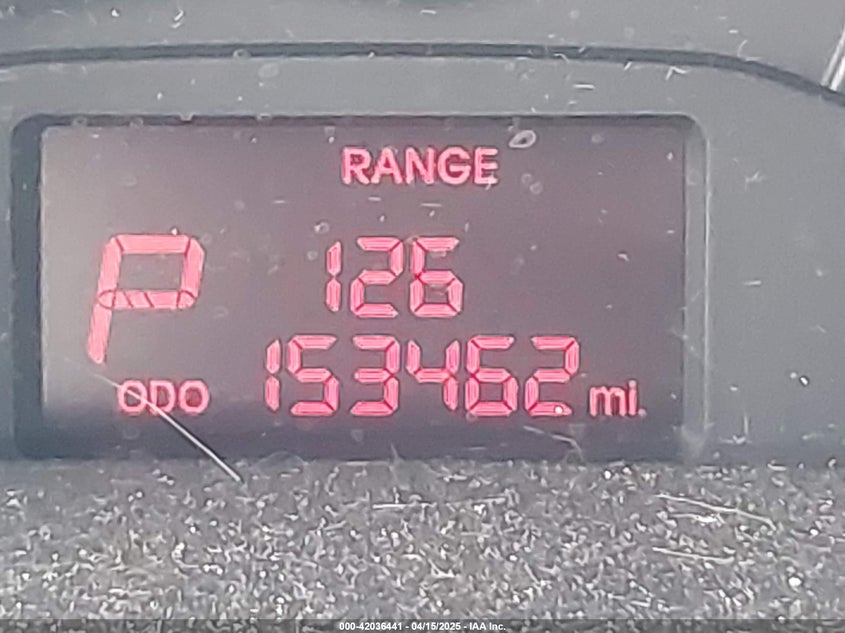 RANGE
P 126
ODO 153462 mi.
000-42036441 - 04/15/2025 - IAA Inc.